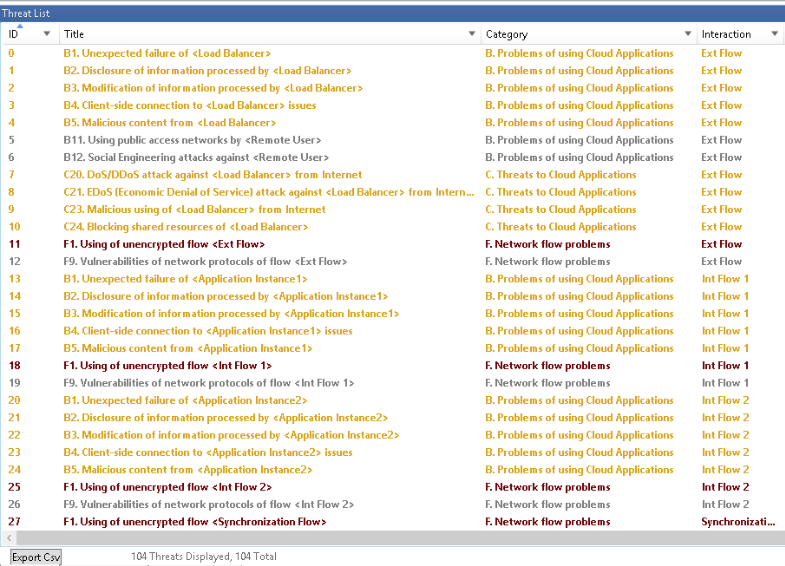 Threat List
ID Title Category Interaction
0 B1. Unexpected failure of <Load Balancer> B. Problems of using Cloud Applications Ext Flow
1 B2. Disclosure of information processed by <Load Balancer> B. Problems of using Cloud Applications Ext Flow
2 B3. Modification of information processed by <Load Balancer> B. Problems of using Cloud Applications Ext Flow
3 B4. Client-side connection to <Load Balancer> issues B. Problems of using Cloud Applications Ext Flow
4 B5. Malicious content from <Load Balancer> B. Problems of using Cloud Applications Ext Flow
5 B11. Using public access networks by <Remote User> B. Problems of using Cloud Applications Ext Flow
6 B12. Social Engineering attacks against <Remote User> B. Problems of using Cloud Applications Ext Flow
7 C20. DoS/DDoS attack against <Load Balancer> from Internet C. Threats to Cloud Applications Ext Flow
8 C21. EDoS (Economic Denial of Service) attack against <Load Balancer> from Intern... C. Threats to Cloud Applications Ext Flow
9 C23. Malicious using of <Load Balancer> from Internet C. Threats to Cloud Applications Ext Flow
10 C24. Blocking shared resources of <Load Balancer> C. Threats to Cloud Applications Ext Flow
11 F1. Using of unencrypted flow <Ext Flow> F. Network flow problems Ext Flow
12 F9. Vulnerabilities of network protocols of flow <Ext Flow> F. Network flow problems Ext Flow
13 B1. Unexpected failure of <Application Instance1> B. Problems of using Cloud Applications Int Flow 1
14 B2. Disclosure of information processed by <Application Instance1> B. Problems of using Cloud Applications Int Flow 1
15 B3. Modification of information processed by <Application Instance1> B. Problems of using Cloud Applications Int Flow 1
16 B4. Client-side connection to <Application Instance1> issues B. Problems of using Cloud Applications Int Flow 1
17 B5. Malicious content from <Application Instance1> B. Problems of using Cloud Applications Int Flow 1
18 F1. Using of unencrypted flow <Int Flow 1> F. Network flow problems Int Flow 1
19 F9. Vulnerabilities of network protocols of flow <Int Flow 1> F. Network flow problems Int Flow 1
20 B1. Unexpected failure of <Application Instance2> B. Problems of using Cloud Applications Int Flow 2
21 B2. Disclosure of information processed by <Application Instance2> B. Problems of using Cloud Applications Int Flow 2
22 B3. Modification of information processed by <Application Instance2> B. Problems of using Cloud Applications Int Flow 2
23 B4. Client-side connection to <Application Instance2> issues B. Problems of using Cloud Applications Int Flow 2
24 B5. Malicious content from <Application Instance2> B. Problems of using Cloud Applications Int Flow 2
25 F1. Using of unencrypted flow <Int Flow 2> F. Network flow problems Int Flow 2
26 F9. Vulnerabilities of network protocols of flow <Int Flow 2> F. Network flow problems Int Flow 2
27 F1. Using of unencrypted flow <Synchronization Flow> F. Network flow problems Synchronizati...
Export Csv 104 Threats Displayed, 104 Total